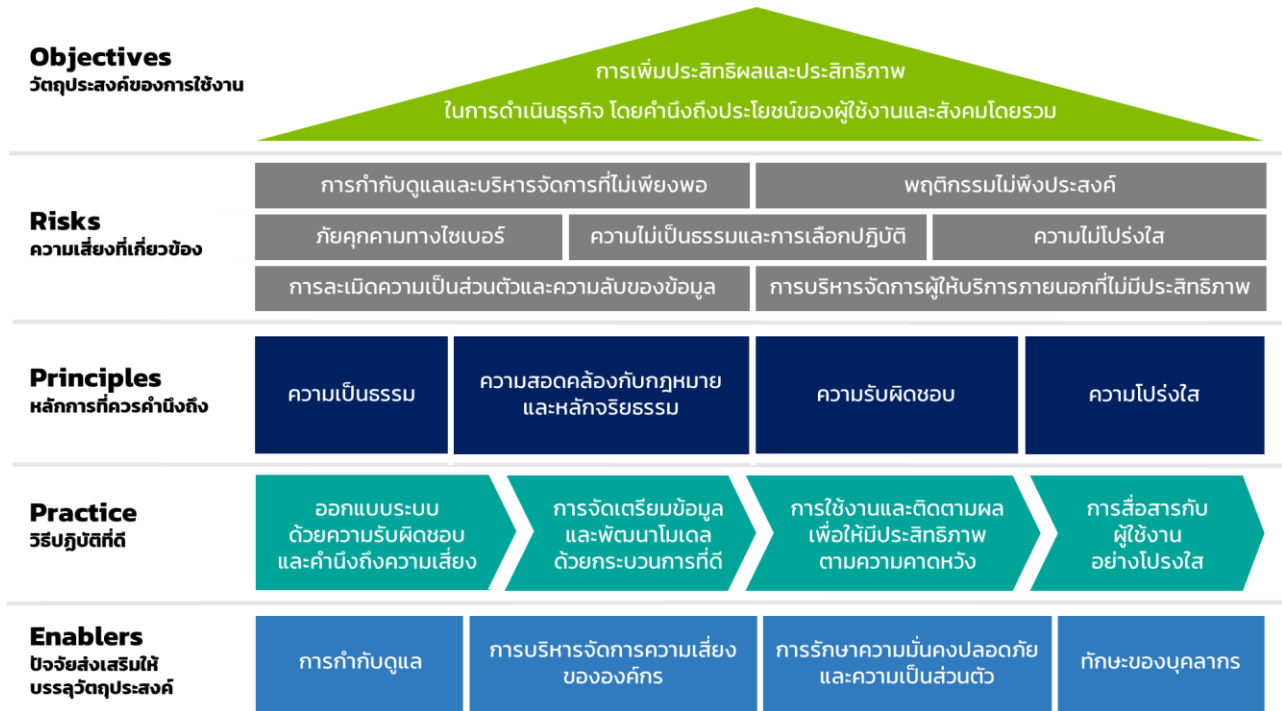 Objectives
วัตถุประสงค์ของการใช้งาน
การเพิ่มประสิทธิผลและประสิทธิภาพ
ในการดำเนินธุรกิจ โดยคำนึงถึงประโยชน์ของผู้ใช้งานและสังคมโดยรวม
Risks
ความเสี่ยงที่เกี่ยวข้อง
การกำกับดูแลและบริหารจัดการที่ไม่เพียงพอ
พฤติกรรมไม่พึงประสงค์
ภัยคุกคามทางไซเบอร์
ความไม่เป็นธรรมและการเลือกปฏิบัติ
ความไม่โปร่งใส
การละเมิดความเป็นส่วนตัวและความลับของข้อมูล
การบริหารจัดการผู้ให้บริการภายนอกที่ไม่มีประสิทธิภาพ
Principles
หลักการที่ควรคำนึงถึง
ความเป็นธรรม
ความสอดคล้องกับกฎหมาย
และหลักจริยธรรม
ความรับผิดชอบ
ความโปร่งใส
Practice
วิธีปฏิบัติที่ดี
ออกแบบระบบ
ด้วยความรับผิดชอบ
และคำนึงถึงความเสี่ยง
การจัดเตรียมข้อมูล
และพัฒนาโมเดล
ด้วยกระบวนการที่ดี
การใช้งานและติดตามผล
เพื่อให้มีประสิทธิภาพ
ตามความคาดหวัง
การสื่อสารกับ
ผู้ใช้งาน
อย่างโปร่งใส
Enablers
ปัจจัยส่งเสริมให้
บรรลุวัตถุประสงค์
การกำกับดูแล
การบริหารจัดการความเสี่ยง
ขององค์กร
การรักษาความมั่นคงปลอดภัย
และความเป็นส่วนตัว
ทักษะของบุคลากร